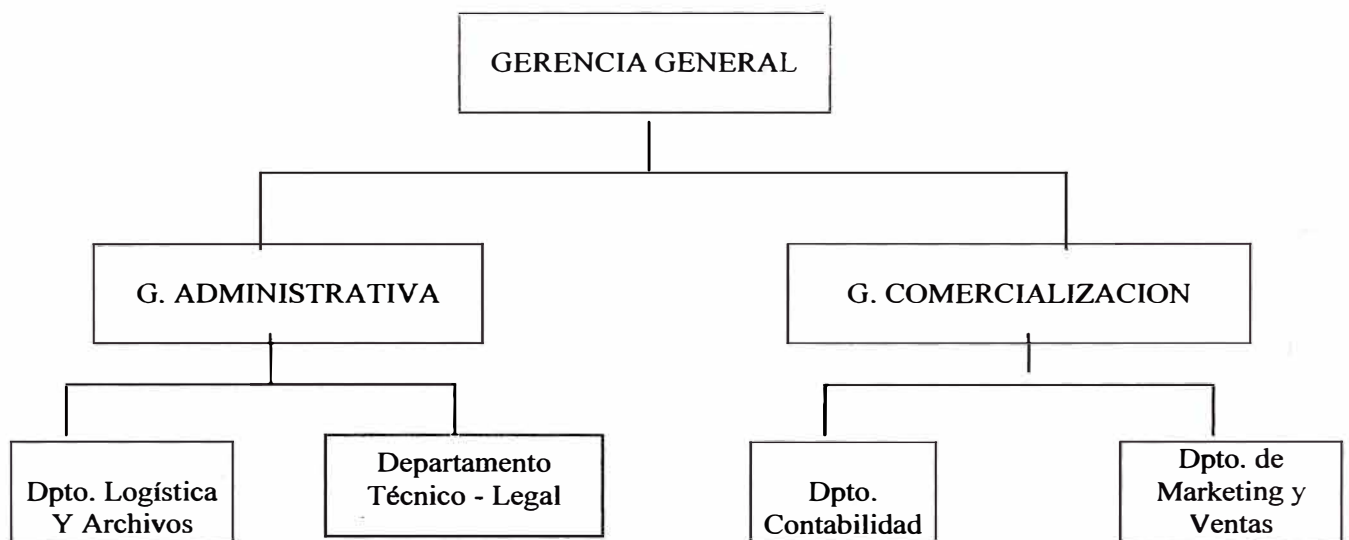 GERENCIA GENERAL
G. ADMINISTRATIVA
G. COMERCIALIZACION
Dpto. Logística
Y Archivos
Departamento
Técnico - Legal
Dpto.
Contabilidad
Dpto. de
Marketing y
Ventas